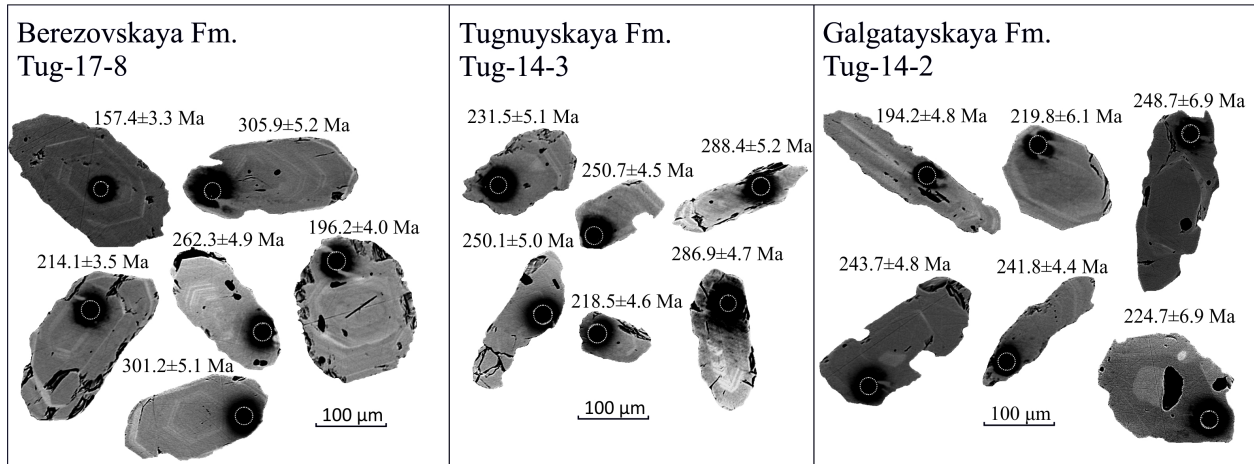 Berezovskaya Fm.
Tug-17-8
157.4±3.3 Ma
305.9±5.2 Ma
262.3±4.9 Ma
196.2±4.0 Ma
214.1±3.5 Ma
301.2±5.1 Ma
100 µm
Tugnuyskaya Fm.
Tug-14-3
231.5±5.1 Ma
250.7±4.5 Ma
288.4±5.2 Ma
250.1±5.0 Ma
286.9±4.7 Ma
218.5±4.6 Ma
100 µm
Galgatayskaya Fm.
Tug-14-2
194.2±4.8 Ma
219.8±6.1 Ma
248.7±6.9 Ma
243.7±4.8 Ma
241.8±4.4 Ma
224.7±6.9 Ma
100 µm